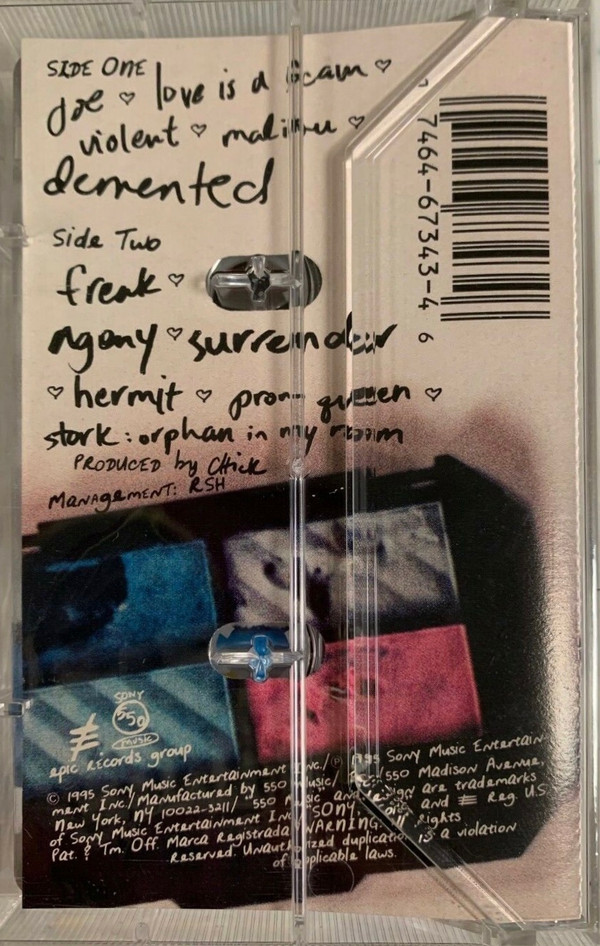 SIDE ONE
Joe ♡ love is a scam ♡
violent ♡ malibu ♡
demented
Side Two
freak ♡
Agony ♡ surrender
♡ hermit ♡ prom queen ♡
stork: orphan in my room
PRODUCED by Chick
MANAgeMENT: RSH
7464-67343-4 6
SONY
550
music
epic records group
© 1995 Sony Music Entertainment Inc./ ℗ 1995 Sony Music Entertain-
ment Inc./ Manufactured by 550 Music/ 550 Madison Avenue,
New York, NY 10022-3211/ "550 Music" and design are trademarks
of Sony Music Entertainment Inc./ SONY and Reg. U.S.
Pat. & Tm. Off. Marca Registrada/ WARNING: All Rights
Reserved. Unauthorized duplication is a violation
of applicable laws.